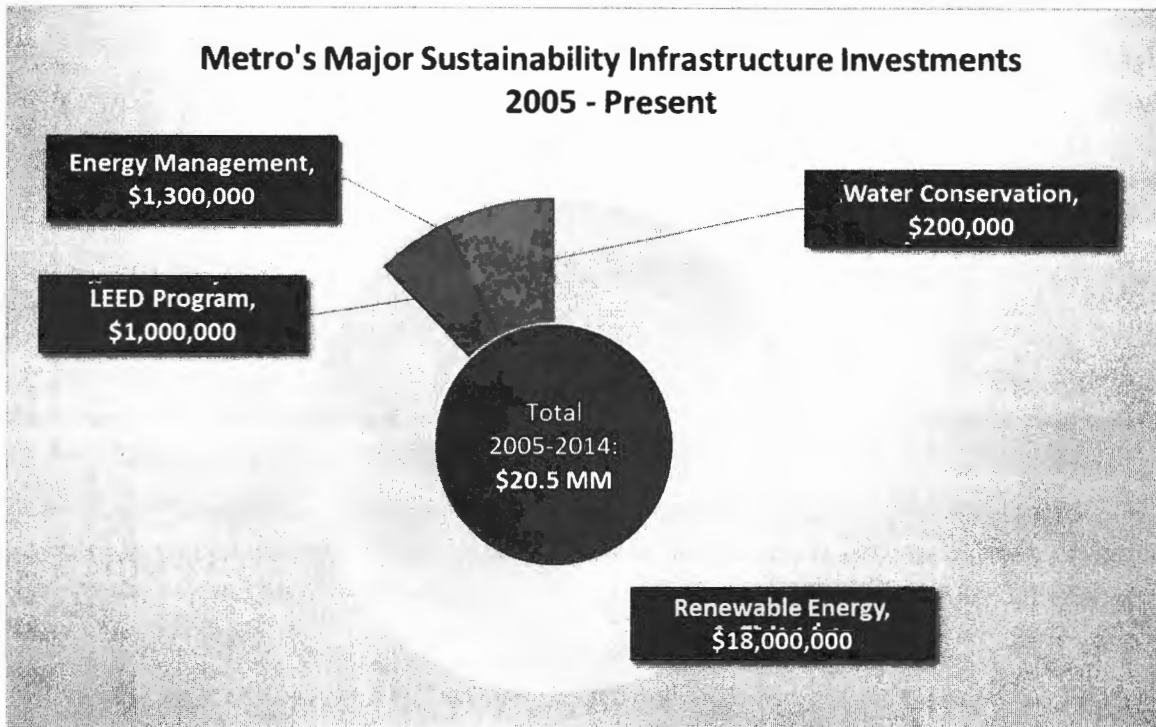 Metro's Major Sustainability Infrastructure Investments
2005 - Present
Energy Management,
$1,300,000
Water Conservation,
$200,000
LEED Program,
$1,000,000
Total
2005-2014:
$20.5 MM
Renewable Energy,
$18,000,000